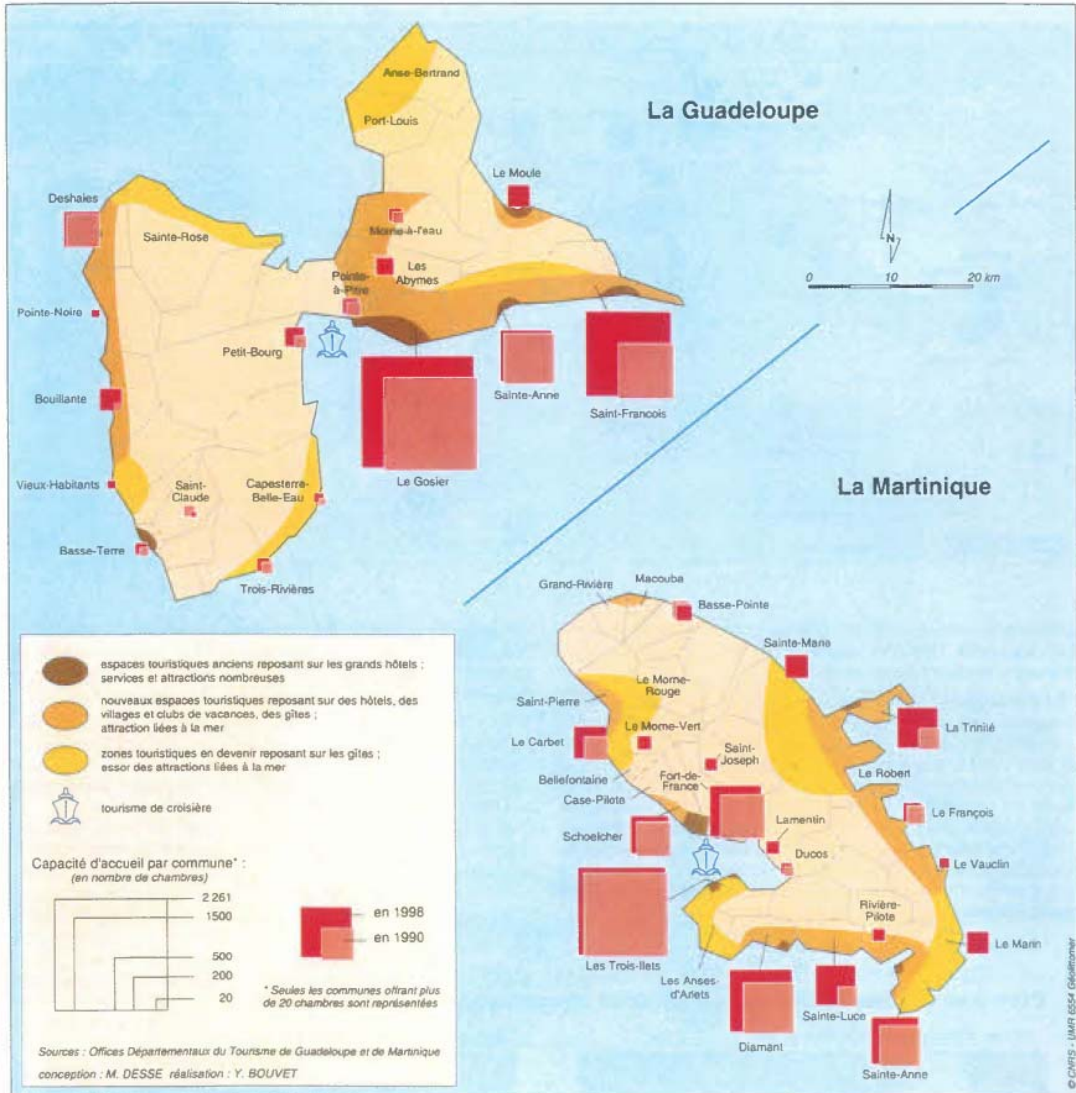 La Guadeloupe
Anse-Bertrand
Port-Louis
Le Moule
Deshaies
Sainte-Rose
Morne-à-l'eau
Les
Abymes
Pointe-
à-Pitre
N
0 10 20 km
Pointe-Noire
Petit-Bourg
Sainte-Anne
Saint-Francois
Bouillante
Le Gosier
Vieux-Habitants
Saint-
Claude
Capesterre-
Belle-Eau
Basse-Terre
Trois-Rivières
La Martinique
Grand-Rivière
Macouba
Basse-Pointe
Sainte-Marie
Le Morne-
Rouge
Saint-Pierre
Le Morne-Vert
La Trinité
Le Carbet
Saint-
Joseph
Bellefontaine
Fort-de-
France
Le Robert
Case-Pilote
Le François
Schoelcher
Lamentin
Ducos
Le Vauclin
Rivière-
Pilote
Le Marin
Les Trois-Ilets
Les Anses-
d'Arlets
Sainte-Luce
Diamant
Sainte-Anne
espaces touristiques anciens reposant sur les grands hôtels ;
services et attractions nombreuses
nouveaux espaces touristiques reposant sur des hôtels, des
villages et clubs de vacances, des gîtes ;
attraction liées à la mer
zones touristiques en devenir reposant sur les gîtes ;
essor des attractions liées à la mer
tourisme de croisière
Capacité d'accueil par commune* :
(en nombre de chambres)
2 261
1500
500
200
20
en 1998
en 1990
* Seules les communes offrant plus
de 20 chambres sont représentées
Sources : Offices Départementaux du Tourisme de Guadeloupe et de Martinique
conception : M. DESSE réalisation : Y. BOUVET
© CNRS - UMR 6554 Géolittomer